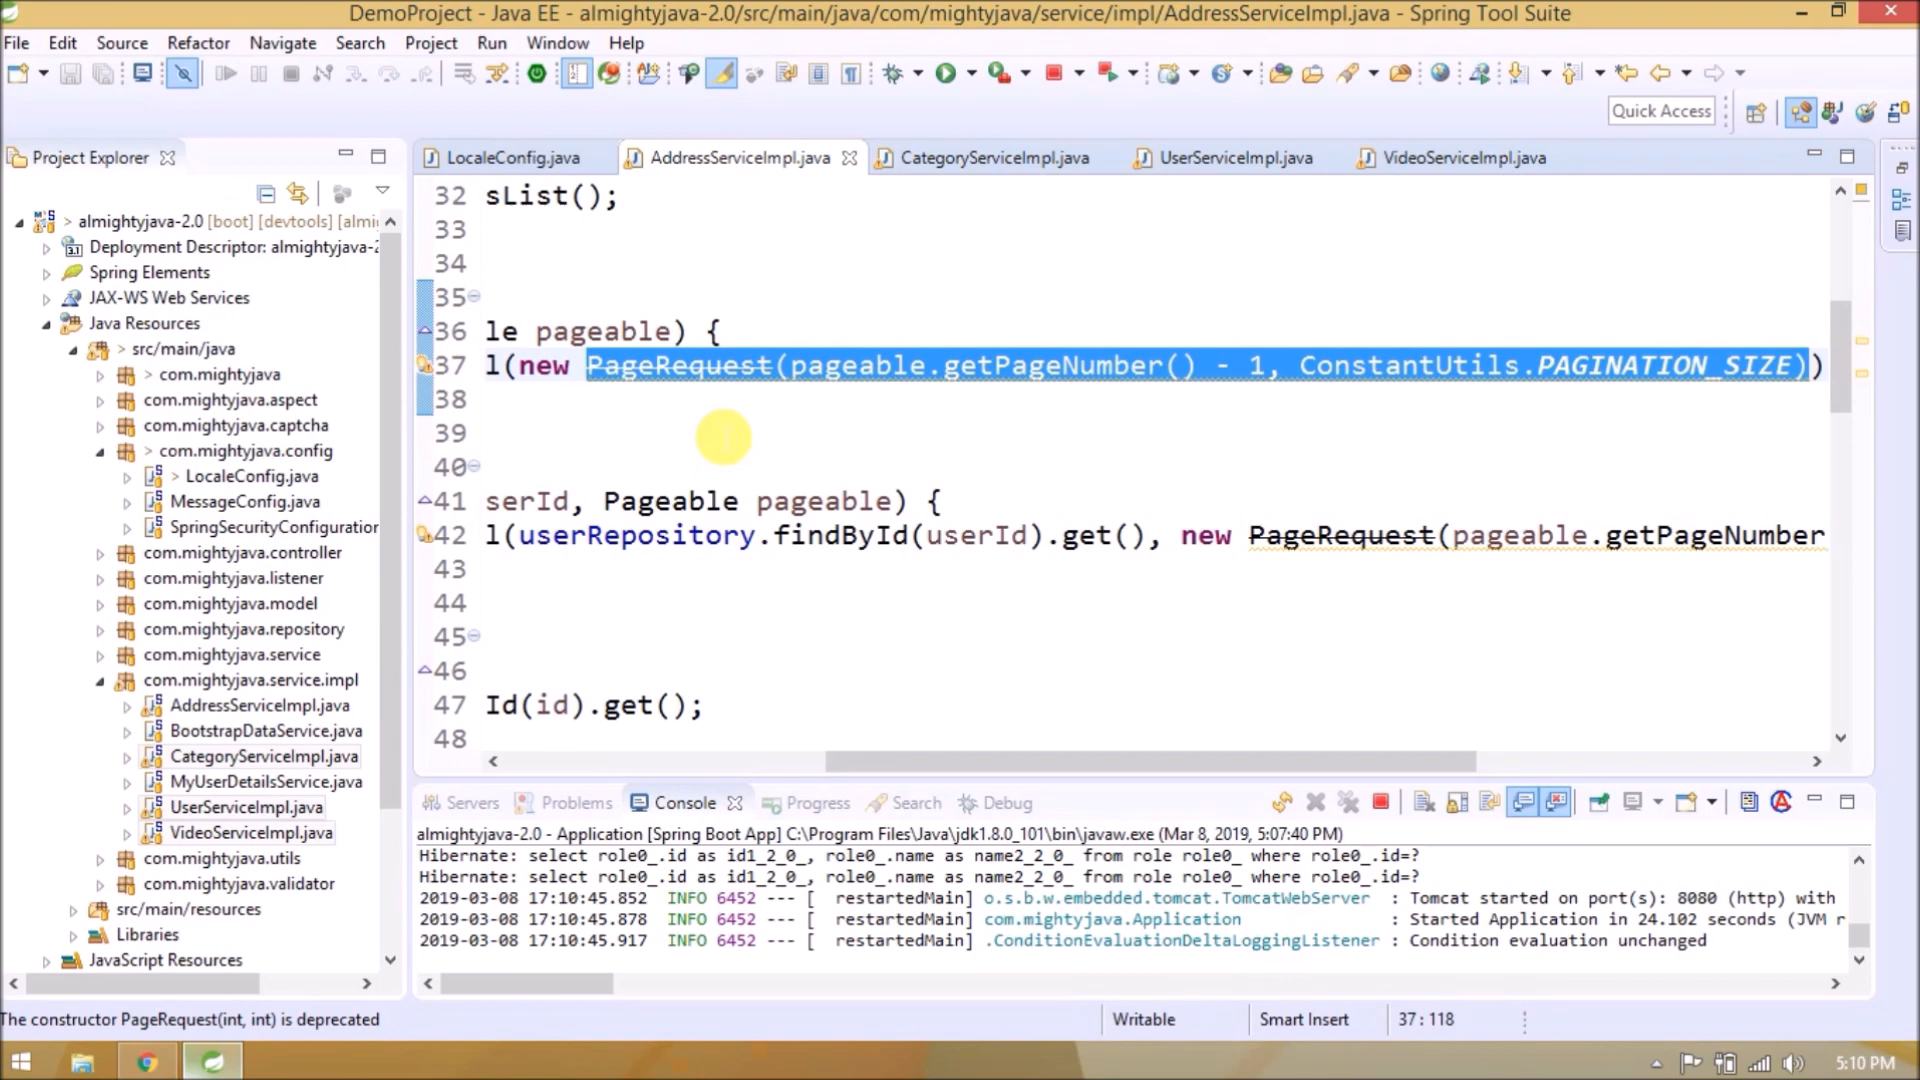 DemoProject - Java EE - almightyjava-2.0/src/main/java/com/mightyjava/service/impl/AddressServiceImpl.java - Spring Tool Suite
File Edit Source Refactor Navigate Search Project Run Window Help
Quick Access
Project Explorer
LocaleConfig.java AddressServiceImpl.java CategoryServiceImpl.java UserServiceImpl.java VideoServiceImpl.java
> almightyjava-2.0 [boot] [devtools] [almi
Deployment Descriptor: almightyjava-2
Spring Elements
JAX-WS Web Services
Java Resources
> src/main/java
> com.mightyjava
com.mightyjava.aspect
com.mightyjava.captcha
> com.mightyjava.config
> LocaleConfig.java
MessageConfig.java
SpringSecurityConfiguration
com.mightyjava.controller
com.mightyjava.listener
com.mightyjava.model
com.mightyjava.repository
com.mightyjava.service
com.mightyjava.service.impl
AddressServiceImpl.java
BootstrapDataService.java
CategoryServiceImpl.java
MyUserDetailsService.java
UserServiceImpl.java
VideoServiceImpl.java
com.mightyjava.utils
com.mightyjava.validator
src/main/resources
Libraries
JavaScript Resources
32 sList();
33
34
35
36 le pageable) {
37 l(new PageRequest(pageable.getPageNumber() - 1, ConstantUtils.PAGINATION_SIZE))
38
39
40
41 serId, Pageable pageable) {
42 l(userRepository.findById(userId).get(), new PageRequest(pageable.getPageNumber
43
44
45
46
47 Id(id).get();
48
Servers Problems Console Progress Search Debug
almightyjava-2.0 - Application [Spring Boot App] C:\Program Files\Java\jdk1.8.0_101\bin\javaw.exe (Mar 8, 2019, 5:07:40 PM)
Hibernate: select role0_.id as id1_2_0_, role0_.name as name2_2_0_ from role role0_ where role0_.id=?
Hibernate: select role0_.id as id1_2_0_, role0_.name as name2_2_0_ from role role0_ where role0_.id=?
2019-03-08 17:10:45.852 INFO 6452 --- [ restartedMain] o.s.b.w.embedded.tomcat.TomcatWebServer : Tomcat started on port(s): 8080 (http) with
2019-03-08 17:10:45.878 INFO 6452 --- [ restartedMain] com.mightyjava.Application : Started Application in 24.102 seconds (JVM r
2019-03-08 17:10:45.917 INFO 6452 --- [ restartedMain] .ConditionEvaluationDeltaLoggingListener : Condition evaluation unchanged
The constructor PageRequest(int, int) is deprecated
Writable Smart Insert 37 : 118
5:10 PM